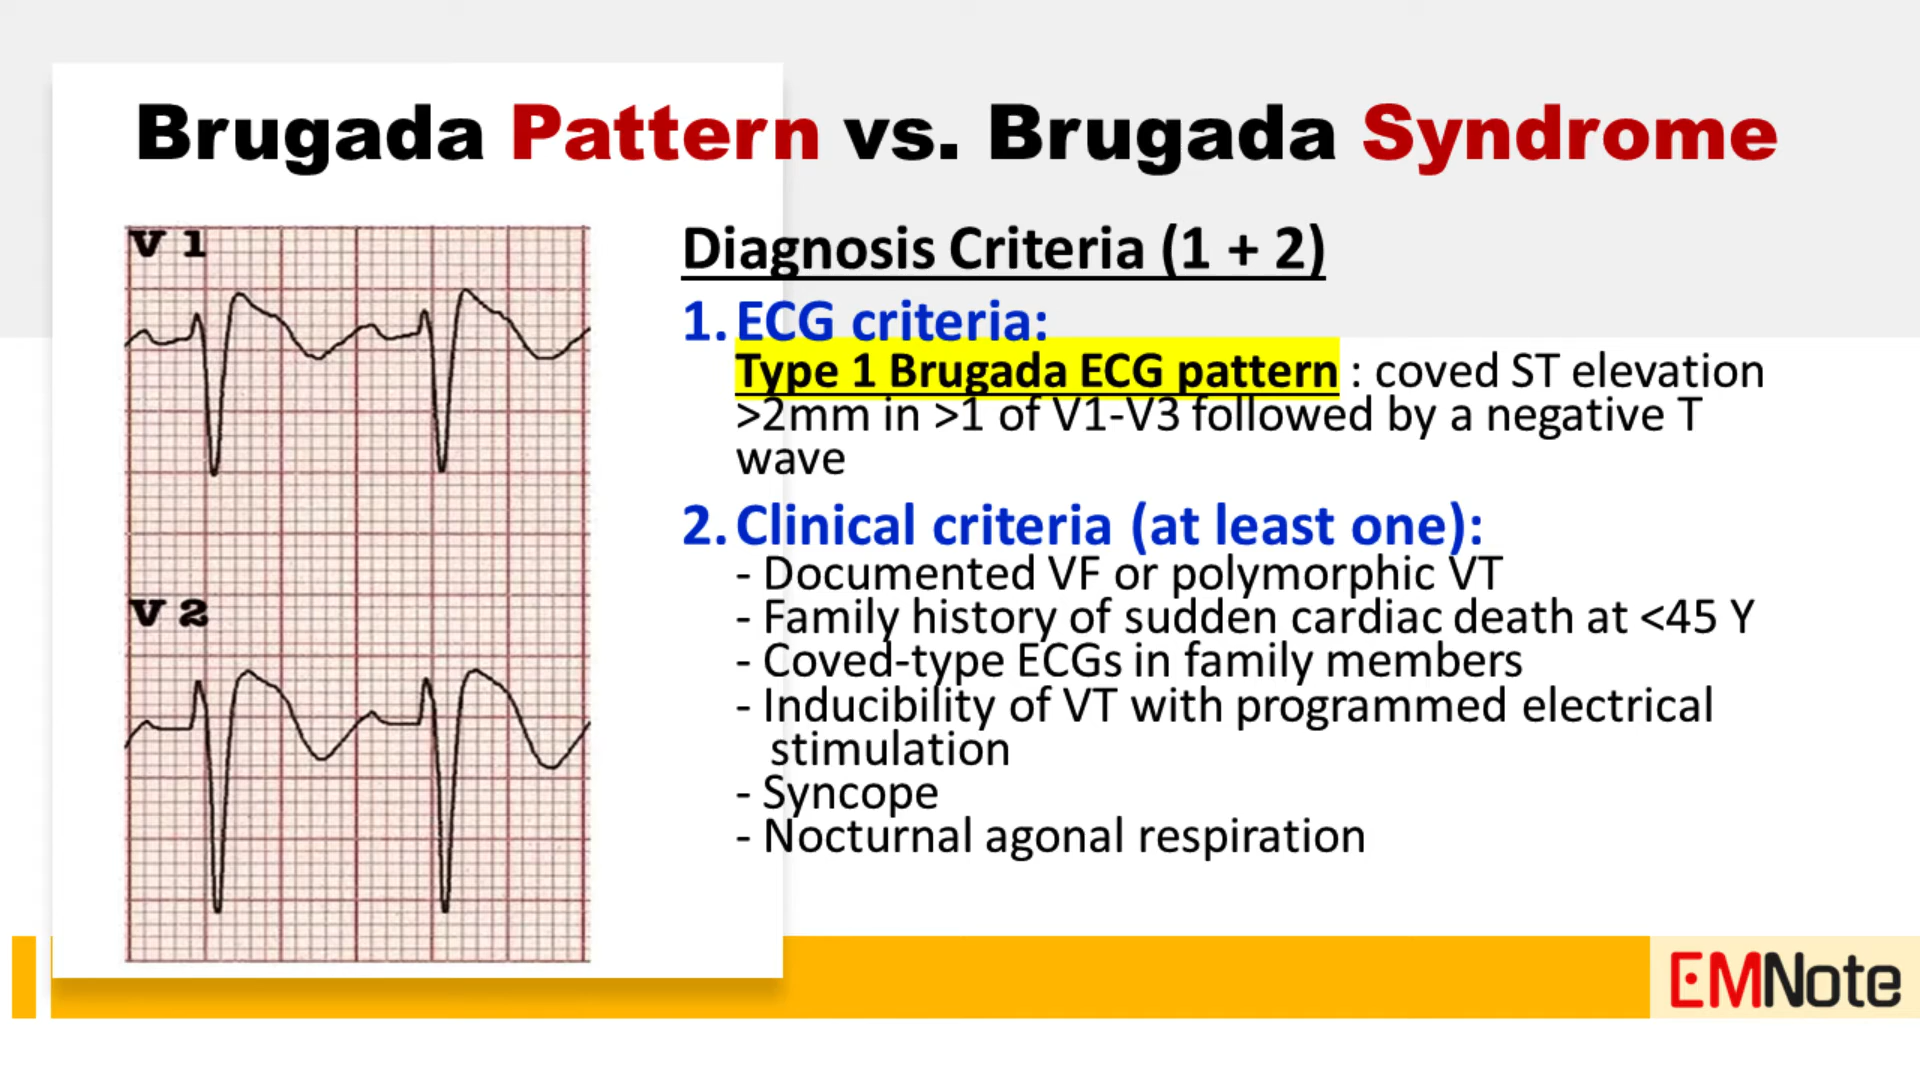 Brugada Pattern vs. Brugada Syndrome
V 1
V 2
Diagnosis Criteria (1 + 2)
1. ECG criteria:
Type 1 Brugada ECG pattern : coved ST elevation
>2mm in >1 of V1-V3 followed by a negative T
wave
2. Clinical criteria (at least one):
- Documented VF or polymorphic VT
- Family history of sudden cardiac death at <45 Y
- Coved-type ECGs in family members
- Inducibility of VT with programmed electrical
stimulation
- Syncope
- Nocturnal agonal respiration
EMNote